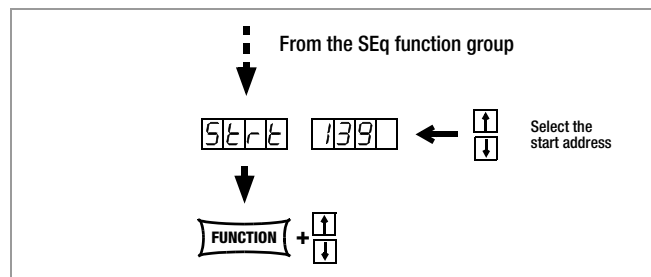 From the SEq function group
Strt 139 Select the
start address
FUNCTION +